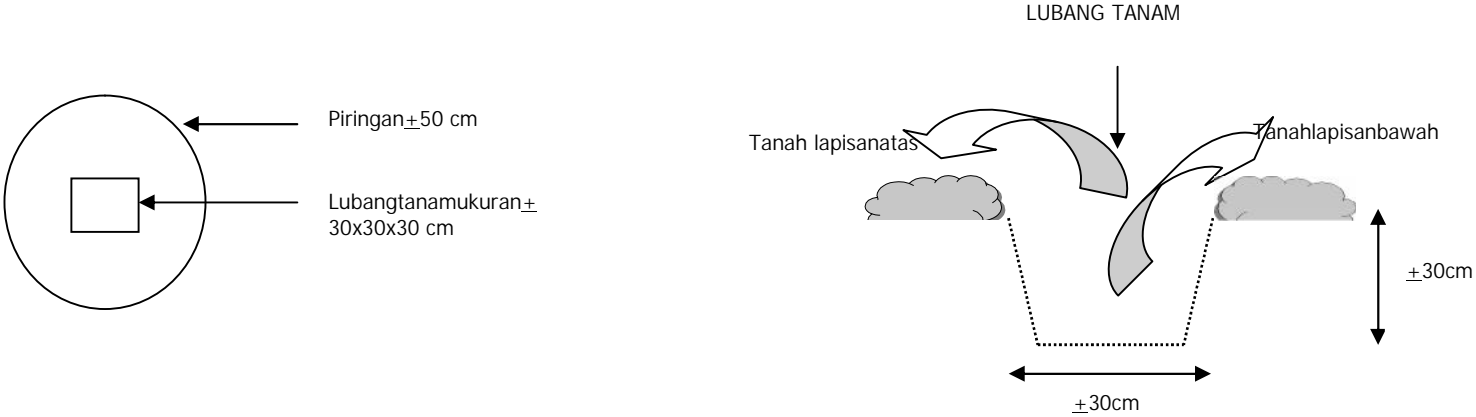 LUBANG TANAM
Piringan+50 cm
Lubangtanamukuran+
30x30x30 cm
Tanah lapisanatas
Tanahlapisanbawah
+30cm
+30cm